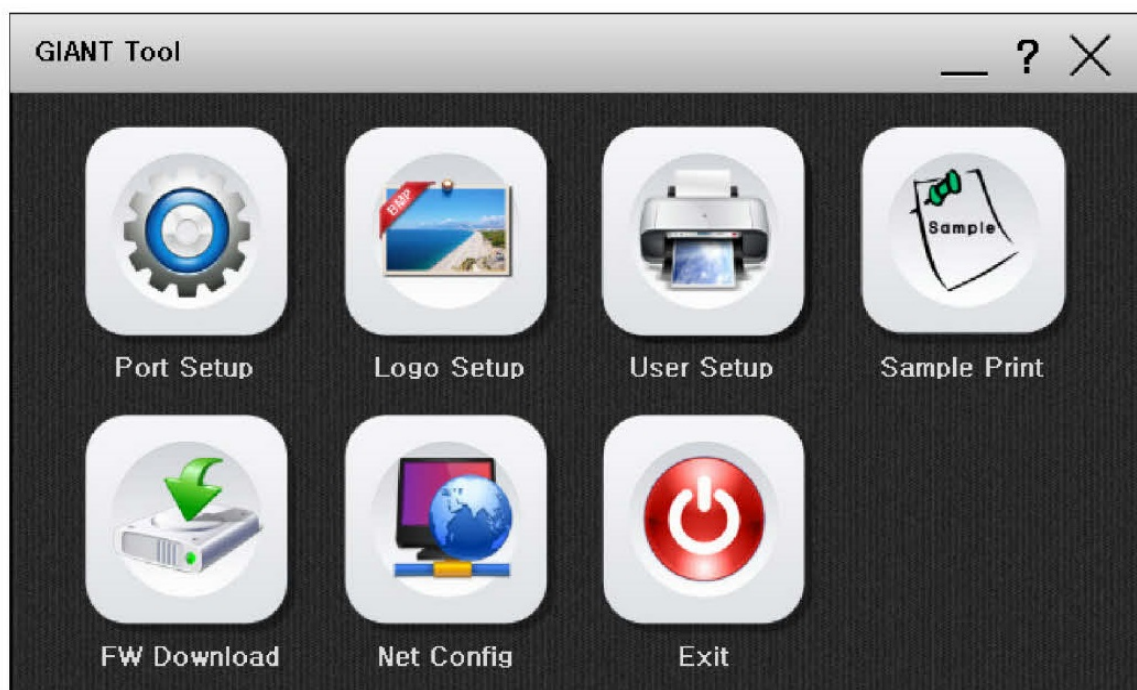 GIANT Tool
?
BMP
Sample
Port Setup
Logo Setup
User Setup
Sample Print
FW Download
Net Config
Exit